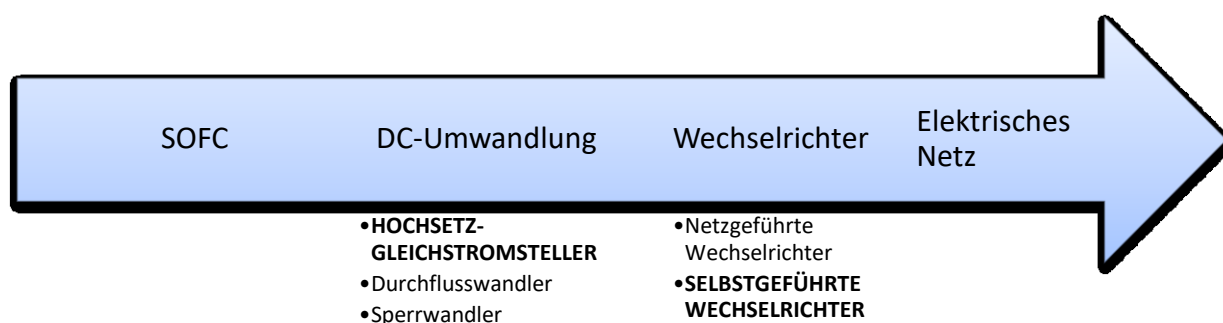 SOFC
DC-Umwandlung
Wechselrichter
Elektrisches
Netz
•HOCHSETZ-
GLEICHSTROMSTELLER
•Durchflusswandler
•Sperrwandler
•Netzgeführte
Wechselrichter
•SELBSTGEFÜHRTE
WECHSELRICHTER